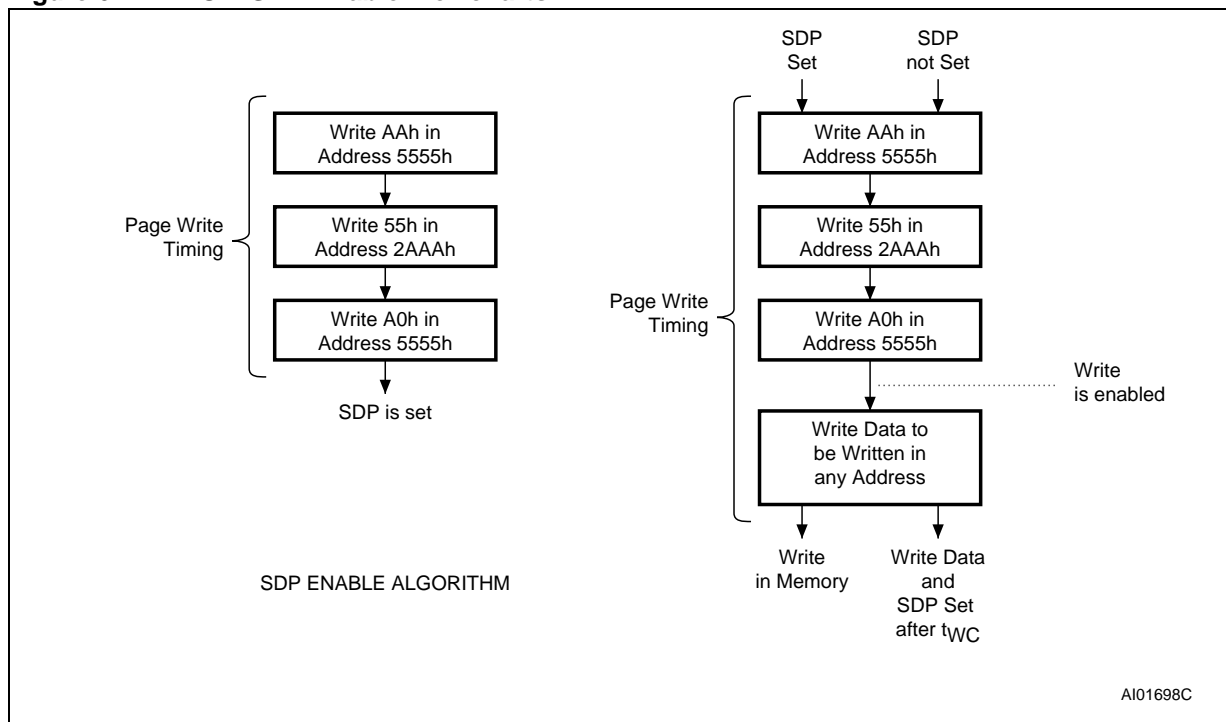 SDP
Set
SDP
not Set
Write AAh in
Address 5555h
Write 55h in
Address 2AAAh
Write A0h in
Address 5555h
Page Write
Timing
SDP is set
SDP ENABLE ALGORITHM
Write AAh in
Address 5555h
Write 55h in
Address 2AAAh
Write A0h in
Address 5555h
Page Write
Timing
Write
is enabled
Write Data to
be Written in
any Address
Write
in Memory
Write Data
and
SDP Set
after tWC
AI01698C